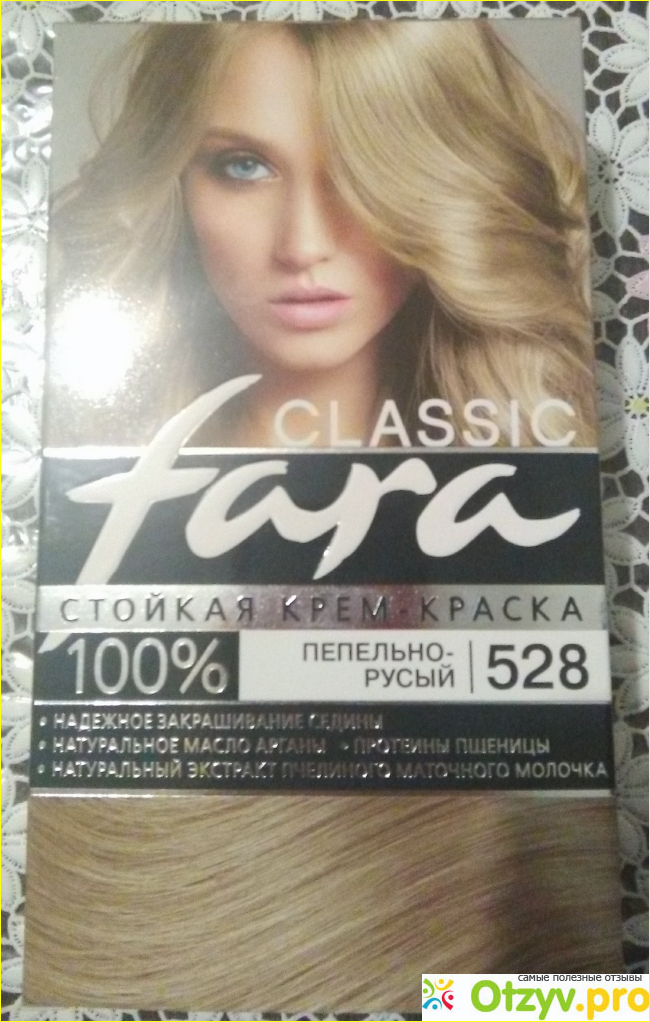 CLASSIC
fara
СТОЙКАЯ КРЕМ-КРАСКА
100%
ПЕПЕЛЬНО-
РУСЫЙ
528
• НАДЕЖНОЕ ЗАКРАШИВАНИЕ СЕДИНЫ
• НАТУРАЛЬНОЕ МАСЛО АРГАНЫ • ПРОТЕИНЫ ПШЕНИЦЫ
• НАТУРАЛЬНЫЙ ЭКСТРАКТ ПЧЕЛИНОГО МАТОЧНОГО МОЛОЧКА
самые полезные отзывы
Otzyv.pro